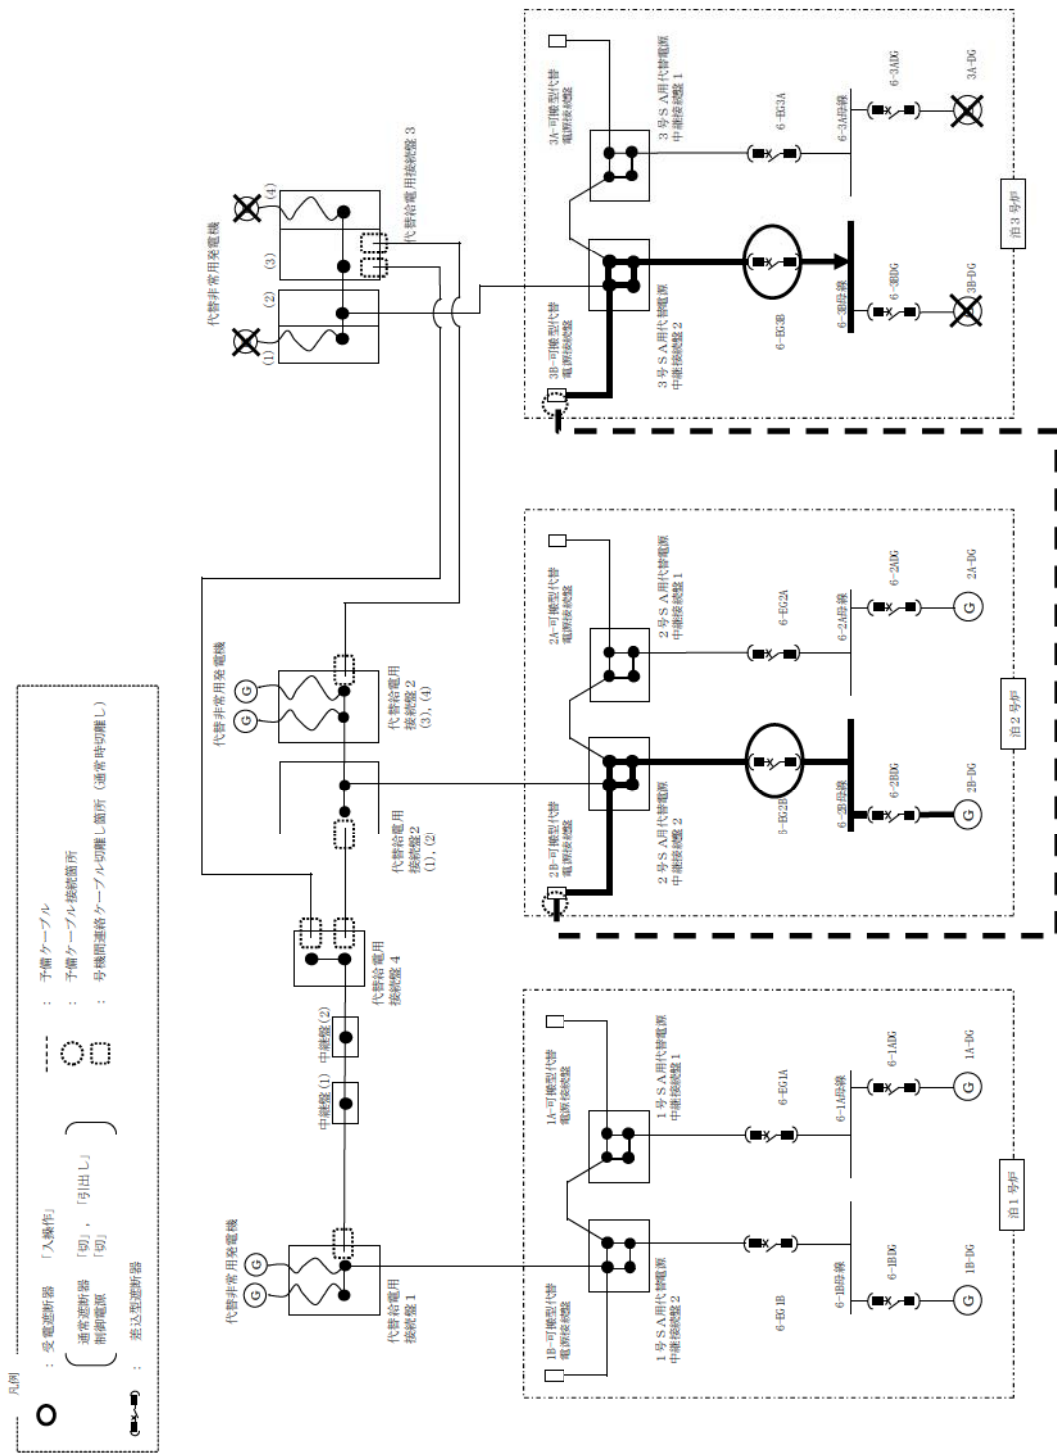 凡例
： 受電遮断器 「入操作」
通常遮断器 「切」，「引出し」
制御電源 「切」
： 差込型遮断器
： 予備ケーブル
： 予備ケーブル接続箇所
： 号機間連絡ケーブル切離し箇所（通常時切離し）
代替非常用発電機
G
G
代替給電用
接続盤1
中継盤(1)
中継盤(2)
代替給電用
接続盤4
代替給電用
接続盤2
(1), (2)
代替非常用発電機
G
G
代替給電用
接続盤2
(3), (4)
代替非常用発電機
(1)
(2)
(3)
(4)
代替給電用接続盤3
1B-可搬型代替
電源接続盤
1A-可搬型代替
電源接続盤
1号SA用代替電源
中継接続盤2
1号SA用代替電源
中継接続盤1
6-EG1B
6-EG1A
6-1B母線
6-1A母線
6-1BDG
6-1ADG
G
1B-DG
G
1A-DG
泊1号炉
2B-可搬型代替
電源接続盤
2A-可搬型代替
電源接続盤
2号SA用代替電源
中継接続盤2
2号SA用代替電源
中継接続盤1
6-EG2B
6-EG2A
6-2B母線
6-2A母線
6-2BDG
6-2ADG
G
2B-DG
G
2A-DG
泊2号炉
3B-可搬型代替
電源接続盤
3A-可搬型代替
電源接続盤
3号SA用代替電源
中継接続盤2
3号SA用代替電源
中継接続盤1
6-EG3B
6-EG3A
6-3B母線
6-3A母線
6-3BDG
6-3ADG
3B-DG
3A-DG
泊3号炉